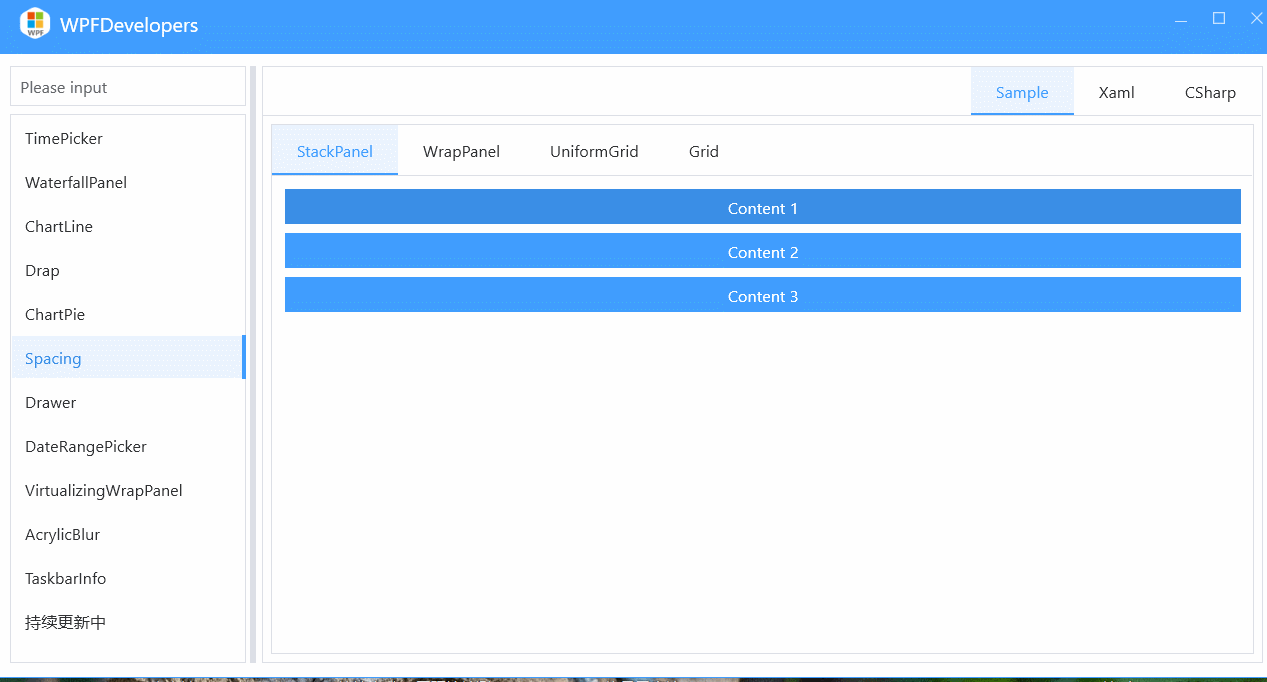 WPF
WPFDevelopers
Please input
TimePicker
WaterfallPanel
ChartLine
Drap
ChartPie
Spacing
Drawer
DateRangePicker
VirtualizingWrapPanel
AcrylicBlur
TaskbarInfo
持续更新中
Sample Xaml CSharp
StackPanel WrapPanel UniformGrid Grid
Content 1
Content 2
Content 3